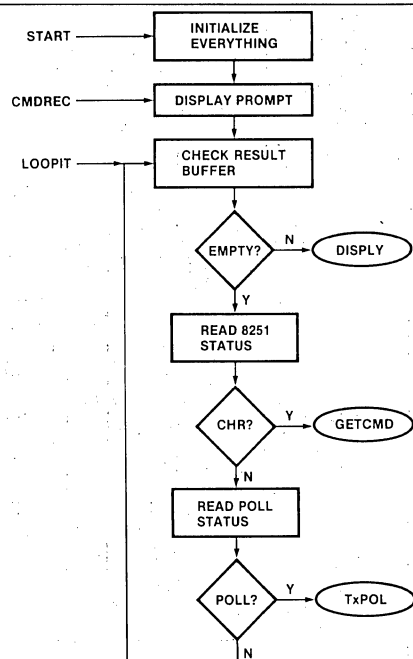 START
INITIALIZE
EVERYTHING
CMDREC
DISPLAY PROMPT
LOOPIT
CHECK RESULT
BUFFER
EMPTY?
N
DISPLY
Y
READ 8251
STATUS
CHR?
Y
GETCMD
N
READ POLL
STATUS
POLL?
Y
TxPOL
N